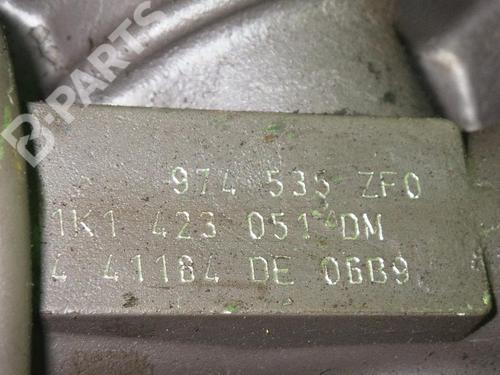 B-PARTS
974 535 ZF0
1K1 423 051 DM
4 41184 DE 06B9